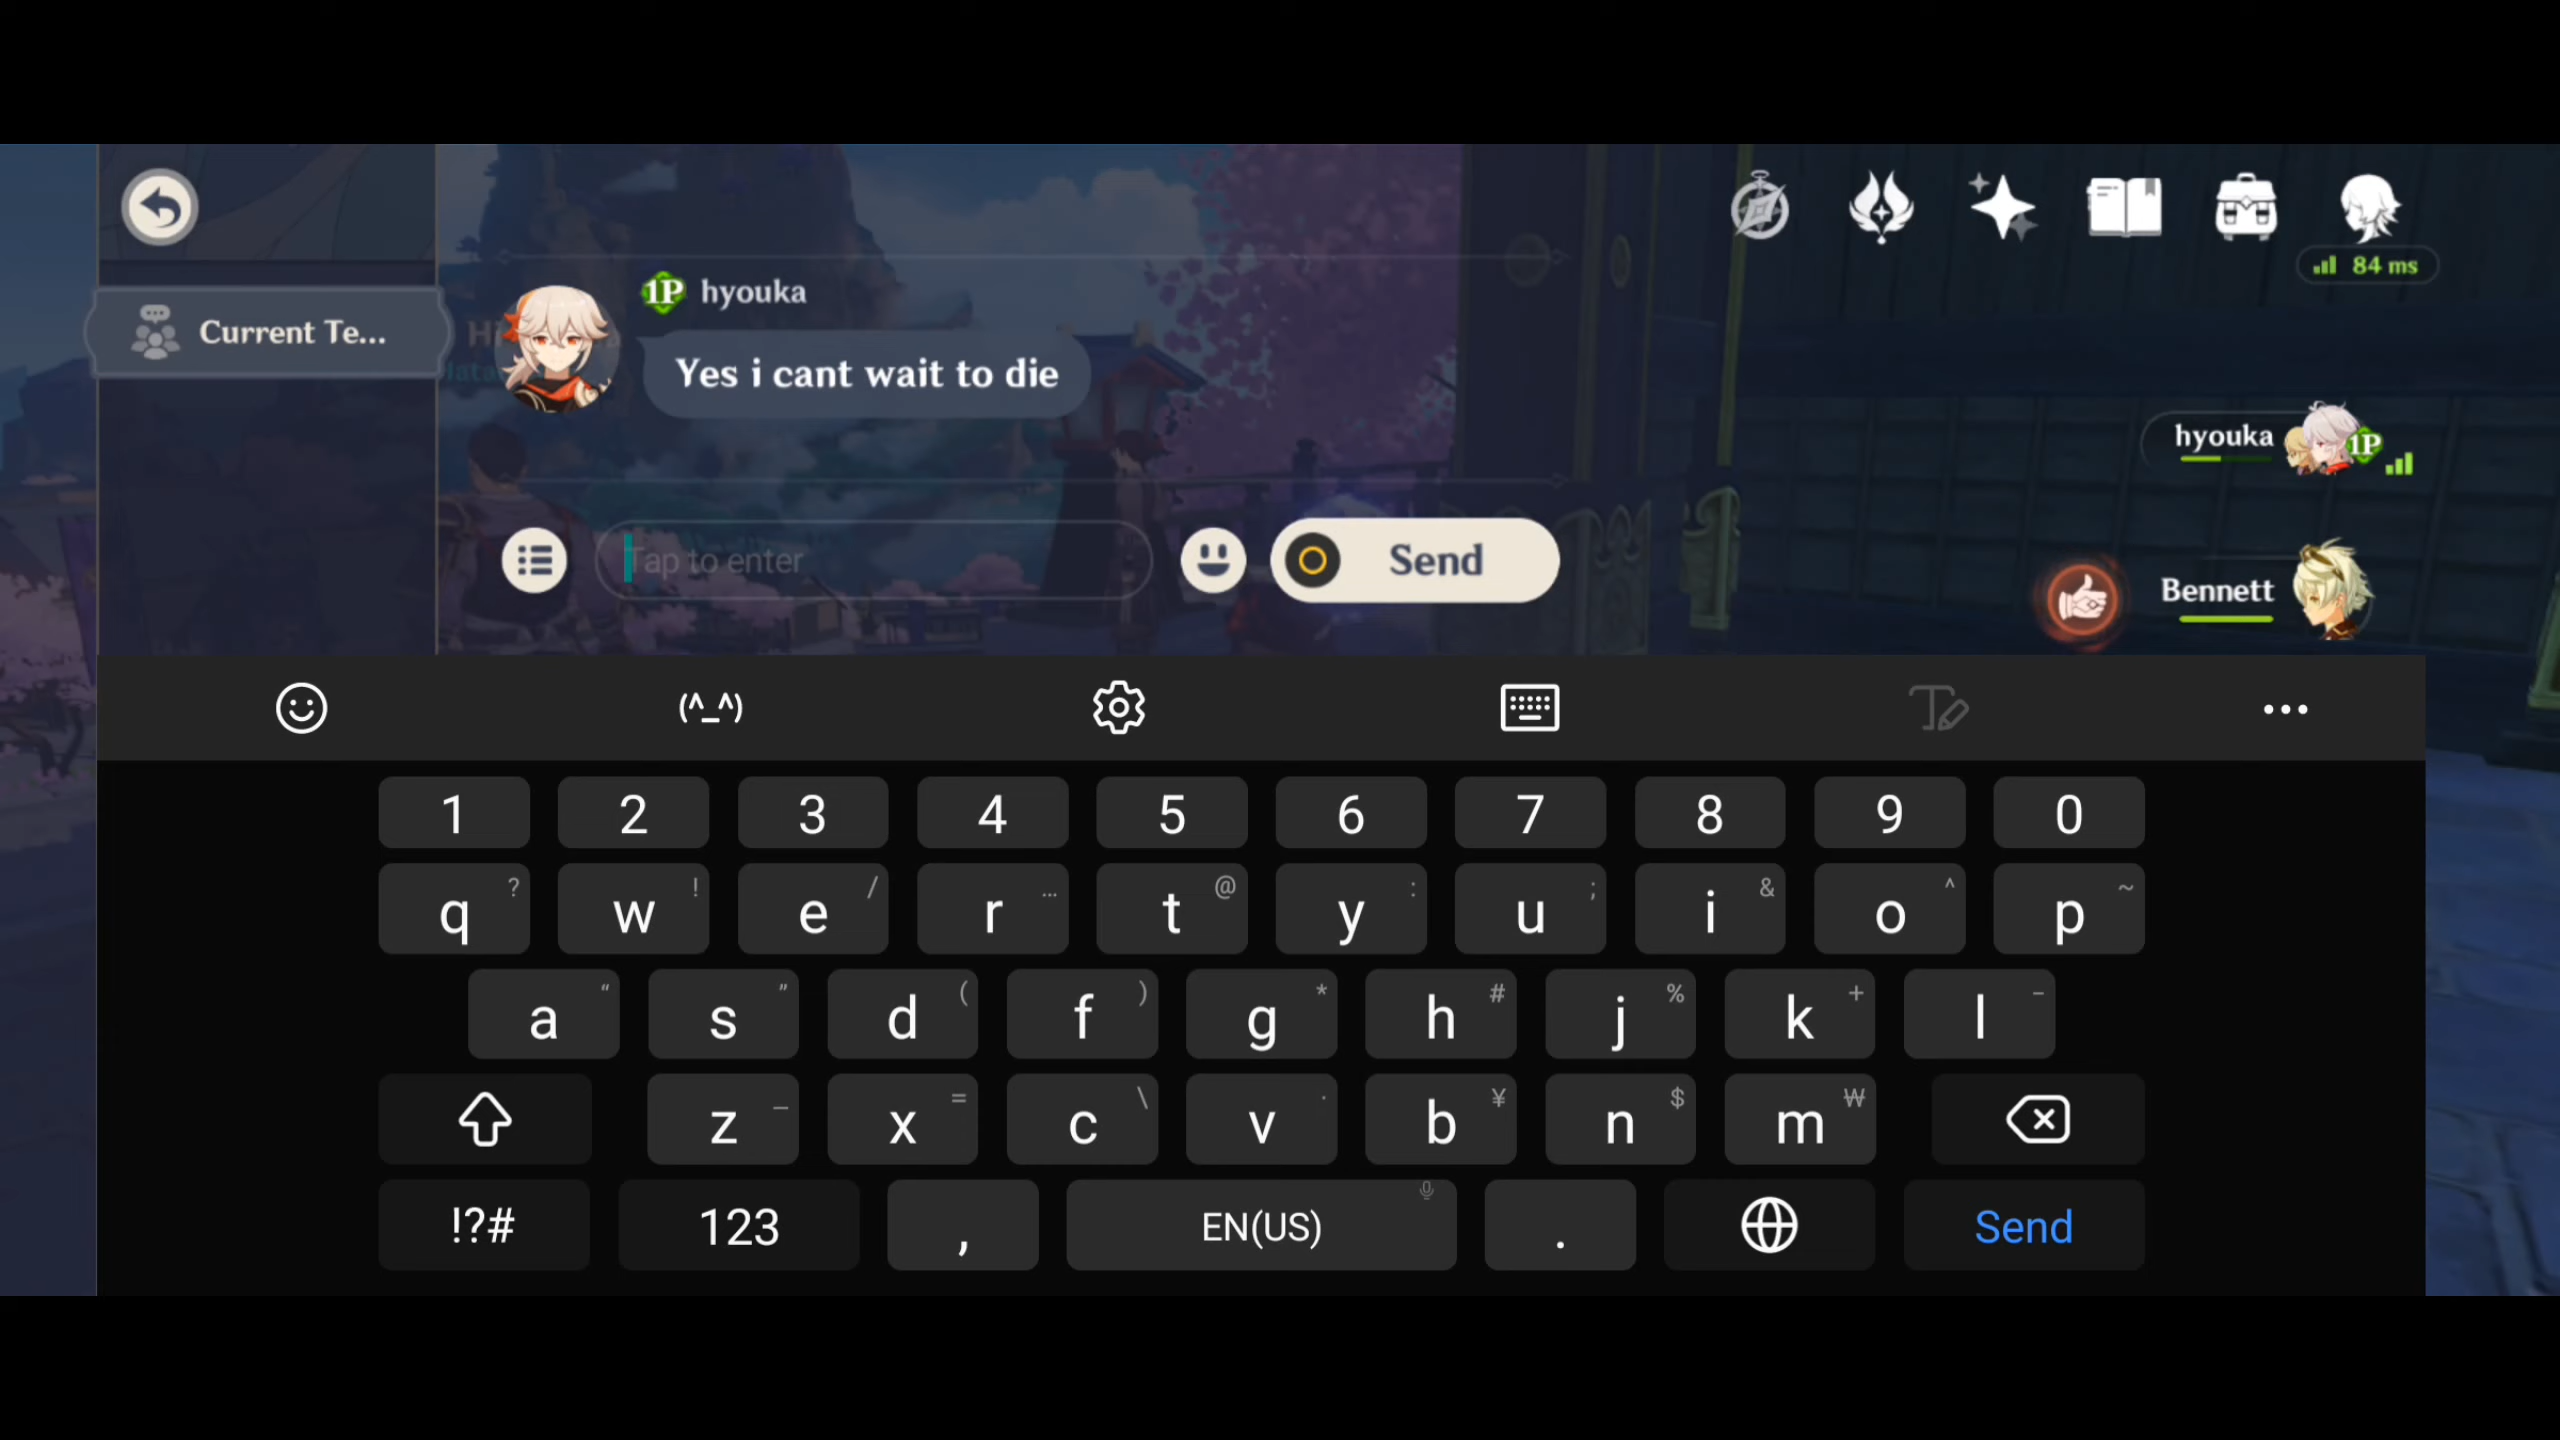 84 ms
1P hyouka
Current Te...
Yes i cant wait to die
hyouka 1P
Tap to enter
Send
Bennett
(^_^)
1 2 3 4 5 6 7 8 9 0
q ? w ! e / r ... t @ y : u ; i & o ^ p ~
a “ s ” d ( f ) g * h # j % k + l -
z _ x = c \ v · b ¥ n $ m ₩
!?# 123 , EN(US) . Send